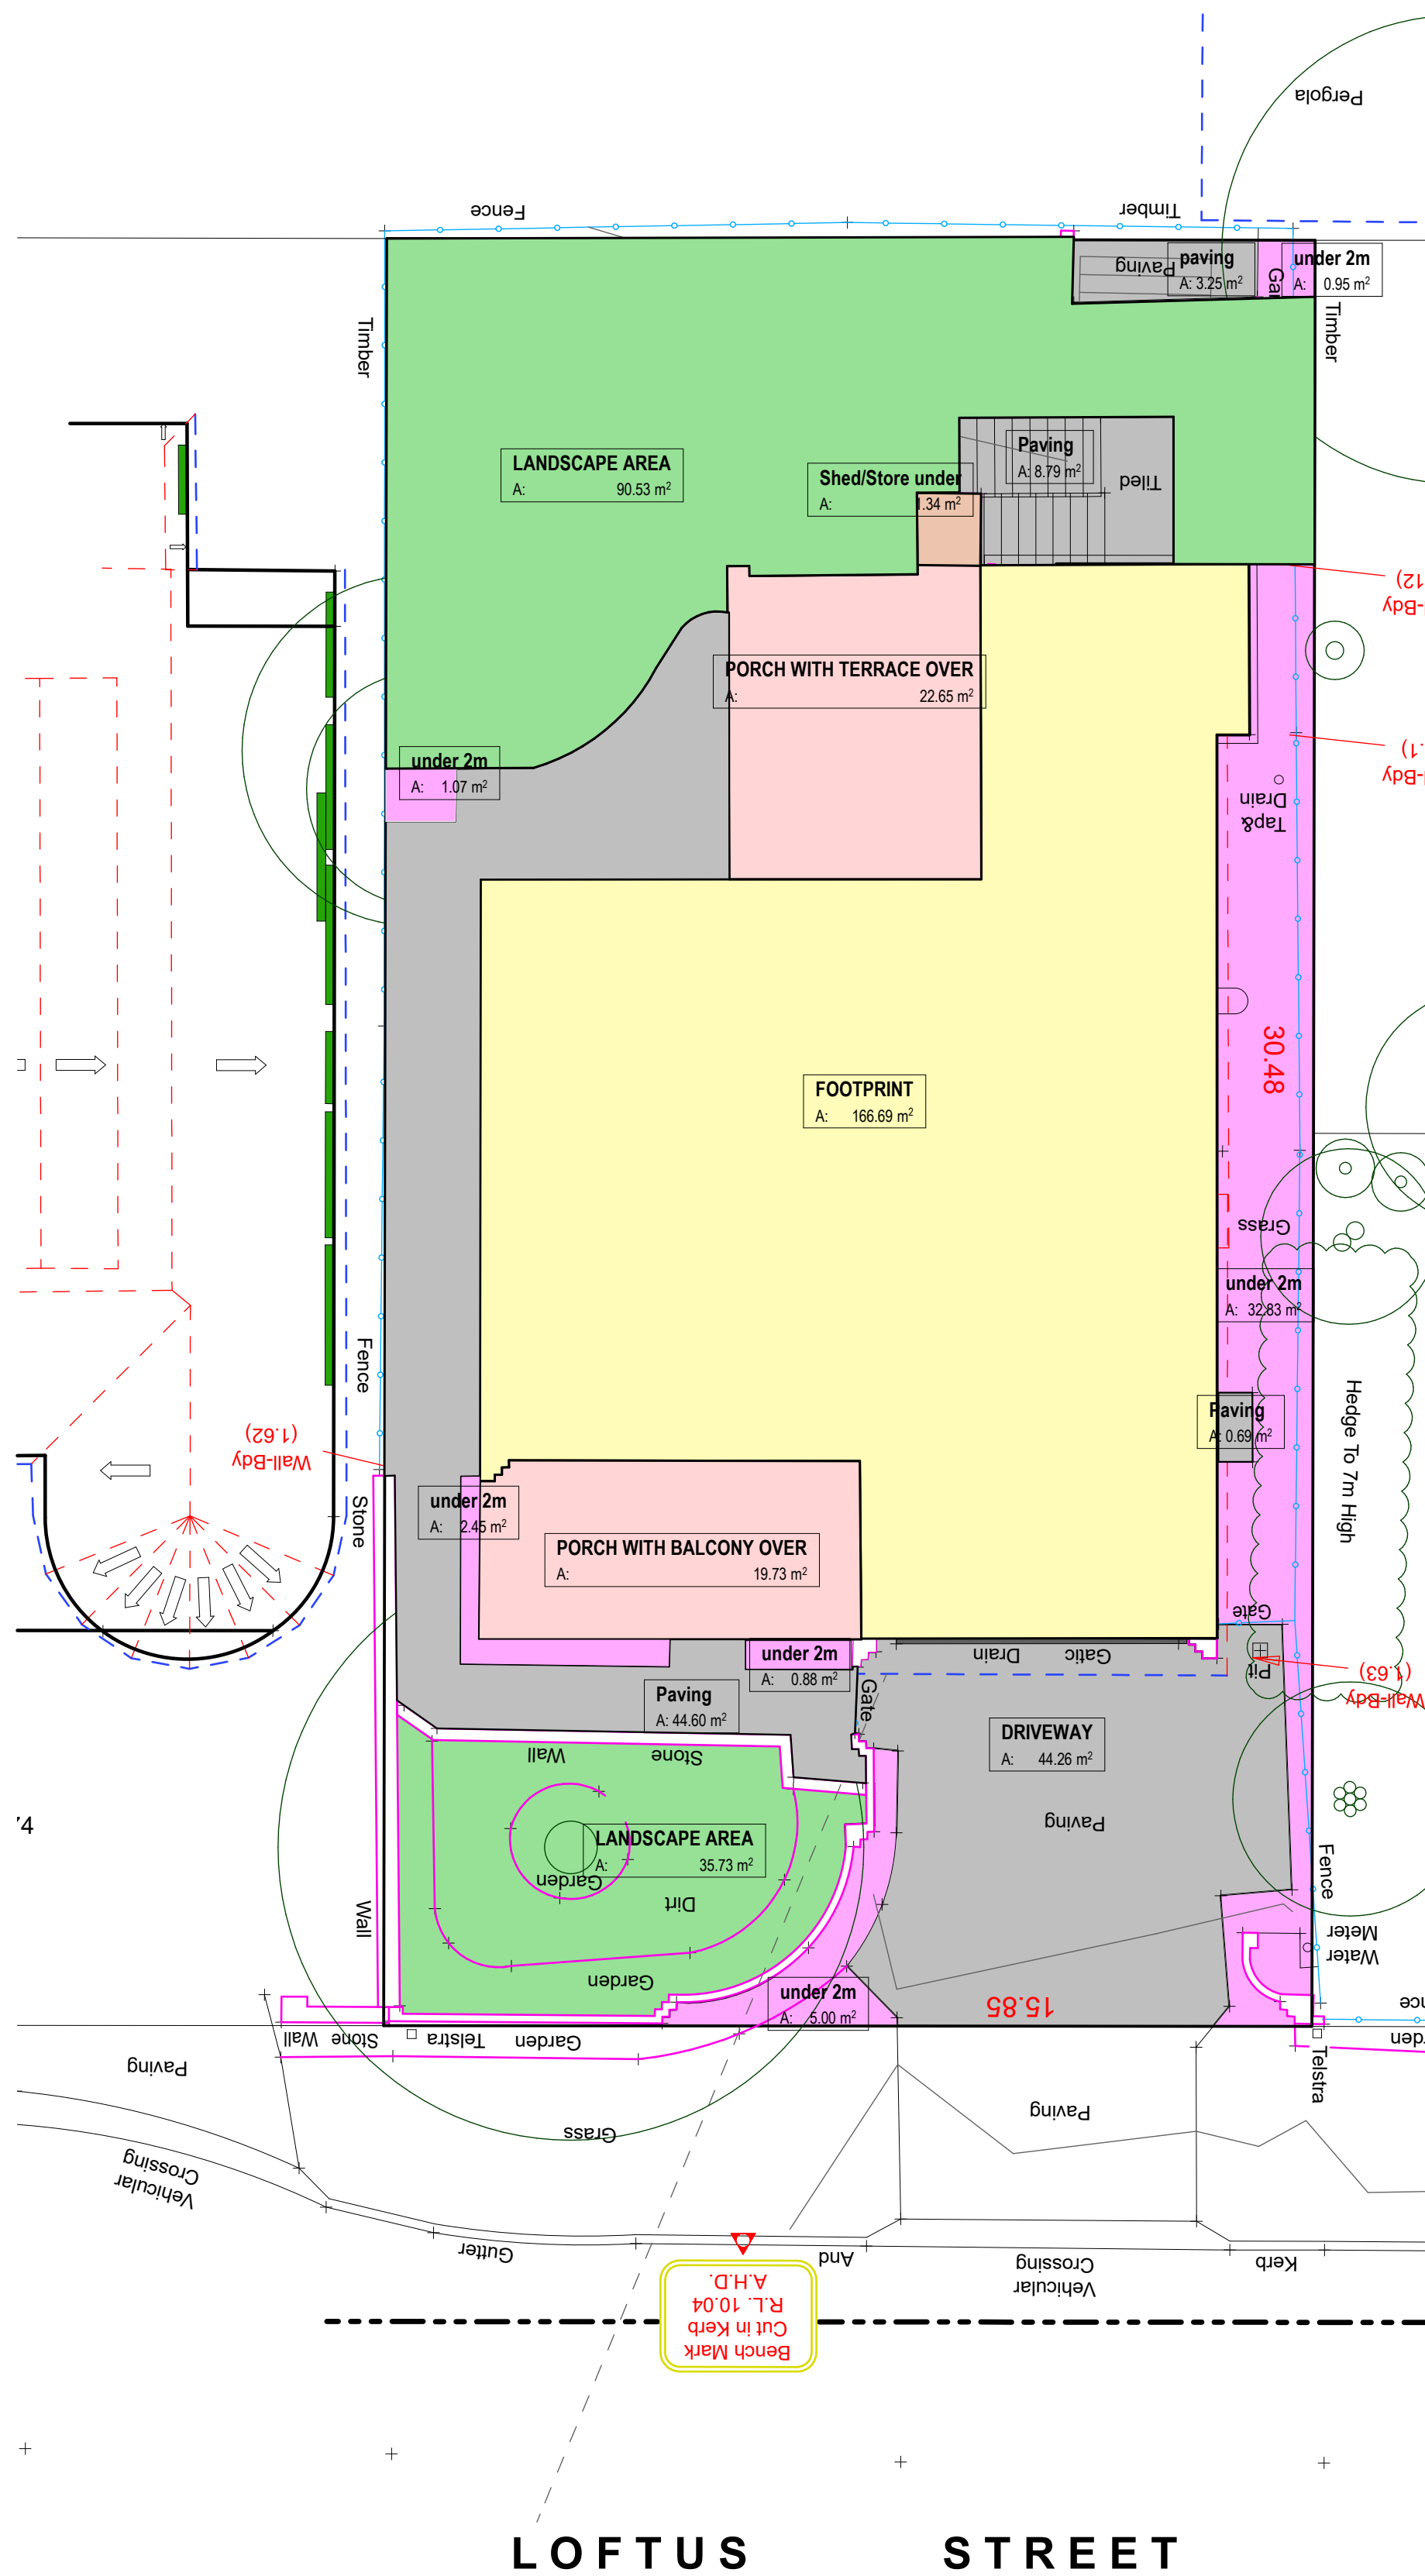 Pergola
Fence
Timber
Paving
paving
A: 3.25 m²
under 2m
A: 0.95 m²
Timber
Timber
LANDSCAPE AREA
A: 90.53 m²
Shed/Store under
A: 1.34 m²
Paving
A: 8.79 m²
Tiled
PORCH WITH TERRACE OVER
A: 22.65 m²
under 2m
A: 1.07 m²
Tap&
Drain
30.48
FOOTPRINT
A: 166.69 m²
Grass
under 2m
A: 32.83 m²
Fence
Hedge To 7m High
Paving
A: 0.69 m²
Wall-Bdy
(1.62)
Stone
under 2m
A: 2.45 m²
PORCH WITH BALCONY OVER
A: 19.73 m²
Gate
under 2m
A: 0.88 m²
Gatic
Drain
Pit
Wall-Bdy
(1.63)
Gate
Paving
A: 44.60 m²
DRIVEWAY
A: 44.26 m²
Stone
Wall
Paving
LANDSCAPE AREA
A: 35.73 m²
Garden
Dirt
Fence
Wall
Water
Meter
Garden
under 2m
A: 5.00 m²
15.85
Stone Wall
Telstra
Garden
Telstra
Paving
Paving
Grass
Vehicular
Crossing
Gutter
And
Vehicular
Crossing
Kerb
Bench Mark
Cut in Kerb
R.L. 10.04
A.H.D.
LOFTUS STREET